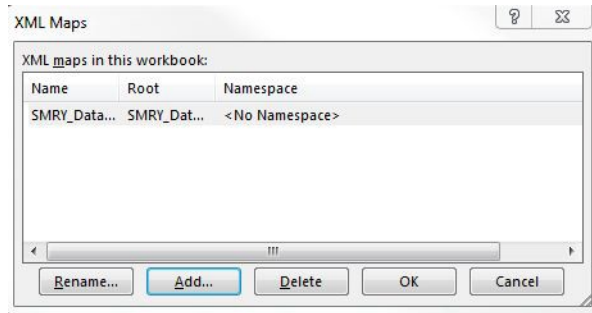 XML Maps
XML maps in this workbook:
Name Root Namespace
SMRY_Data... SMRY_Dat... <No Namespace>
Rename... Add... Delete OK Cancel